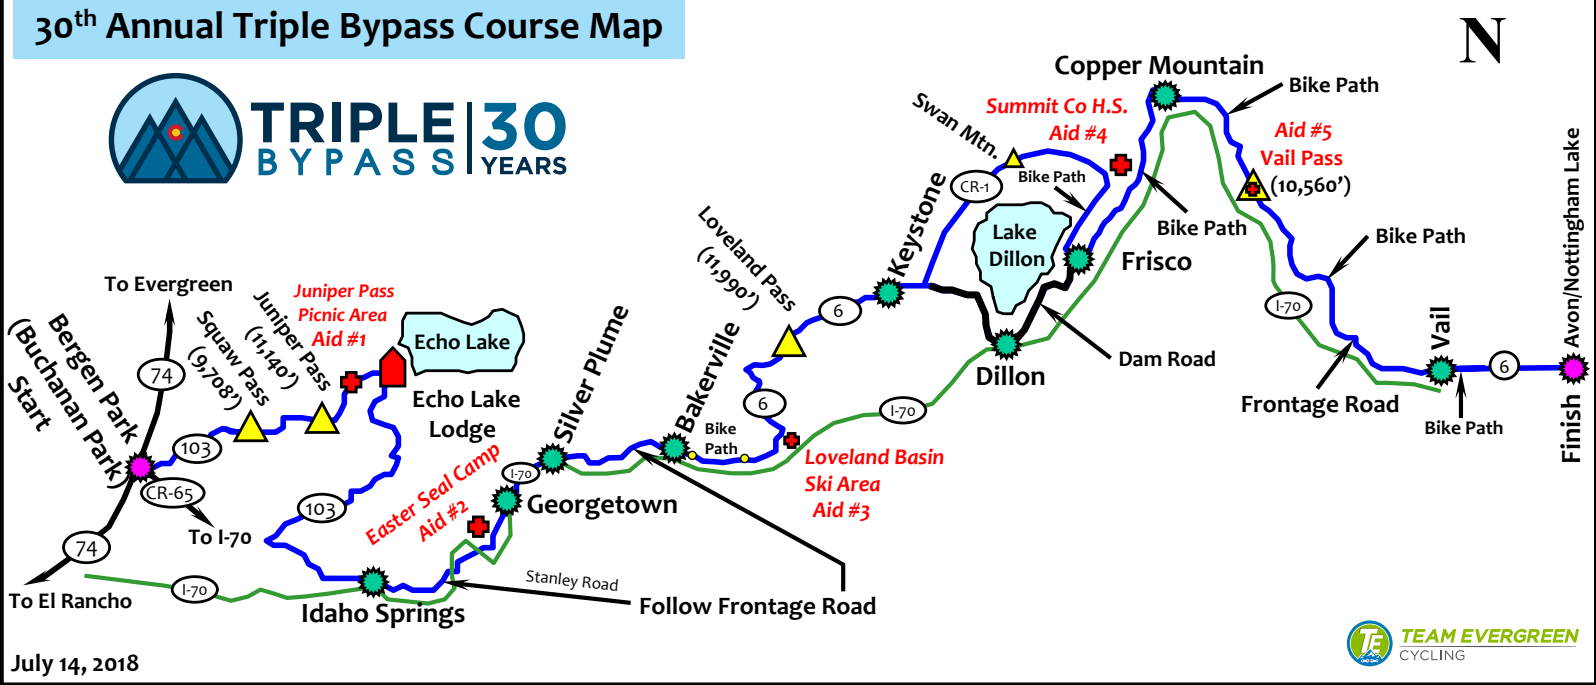 30th Annual Triple Bypass Course Map
N
TRIPLE
BYPASS
30
YEARS
Copper Mountain
Bike Path
Summit Co H.S.
Aid #4
Swan Mtn.
Aid #5
Vail Pass
(10,560’)
CR-1
Bike Path
Bike Path
Keystone
Lake
Dillon
Frisco
Bike Path
Avon/Nottingham Lake
Finish
Loveland Pass
(11,990’)
6
I-70
To Evergreen
Juniper Pass
(11,140’)
Juniper Pass
Picnic Area
Aid #1
Squaw Pass
(9,708’)
Bergen Park
(Buchanan Park)
Start
74
Echo Lake
Echo Lake
Lodge
Silver Plume
Bakerville
6
Bike
Path
Dillon
Dam Road
I-70
Vail
6
Frontage Road
Bike Path
103
CR-65
To I-70
74
To El Rancho
103
Easter Seal Camp
Aid #2
I-70
Georgetown
Loveland Basin
Ski Area
Aid #3
I-70
Idaho Springs
Stanley Road
Follow Frontage Road
July 14, 2018
TE
TEAM EVERGREEN
CYCLING